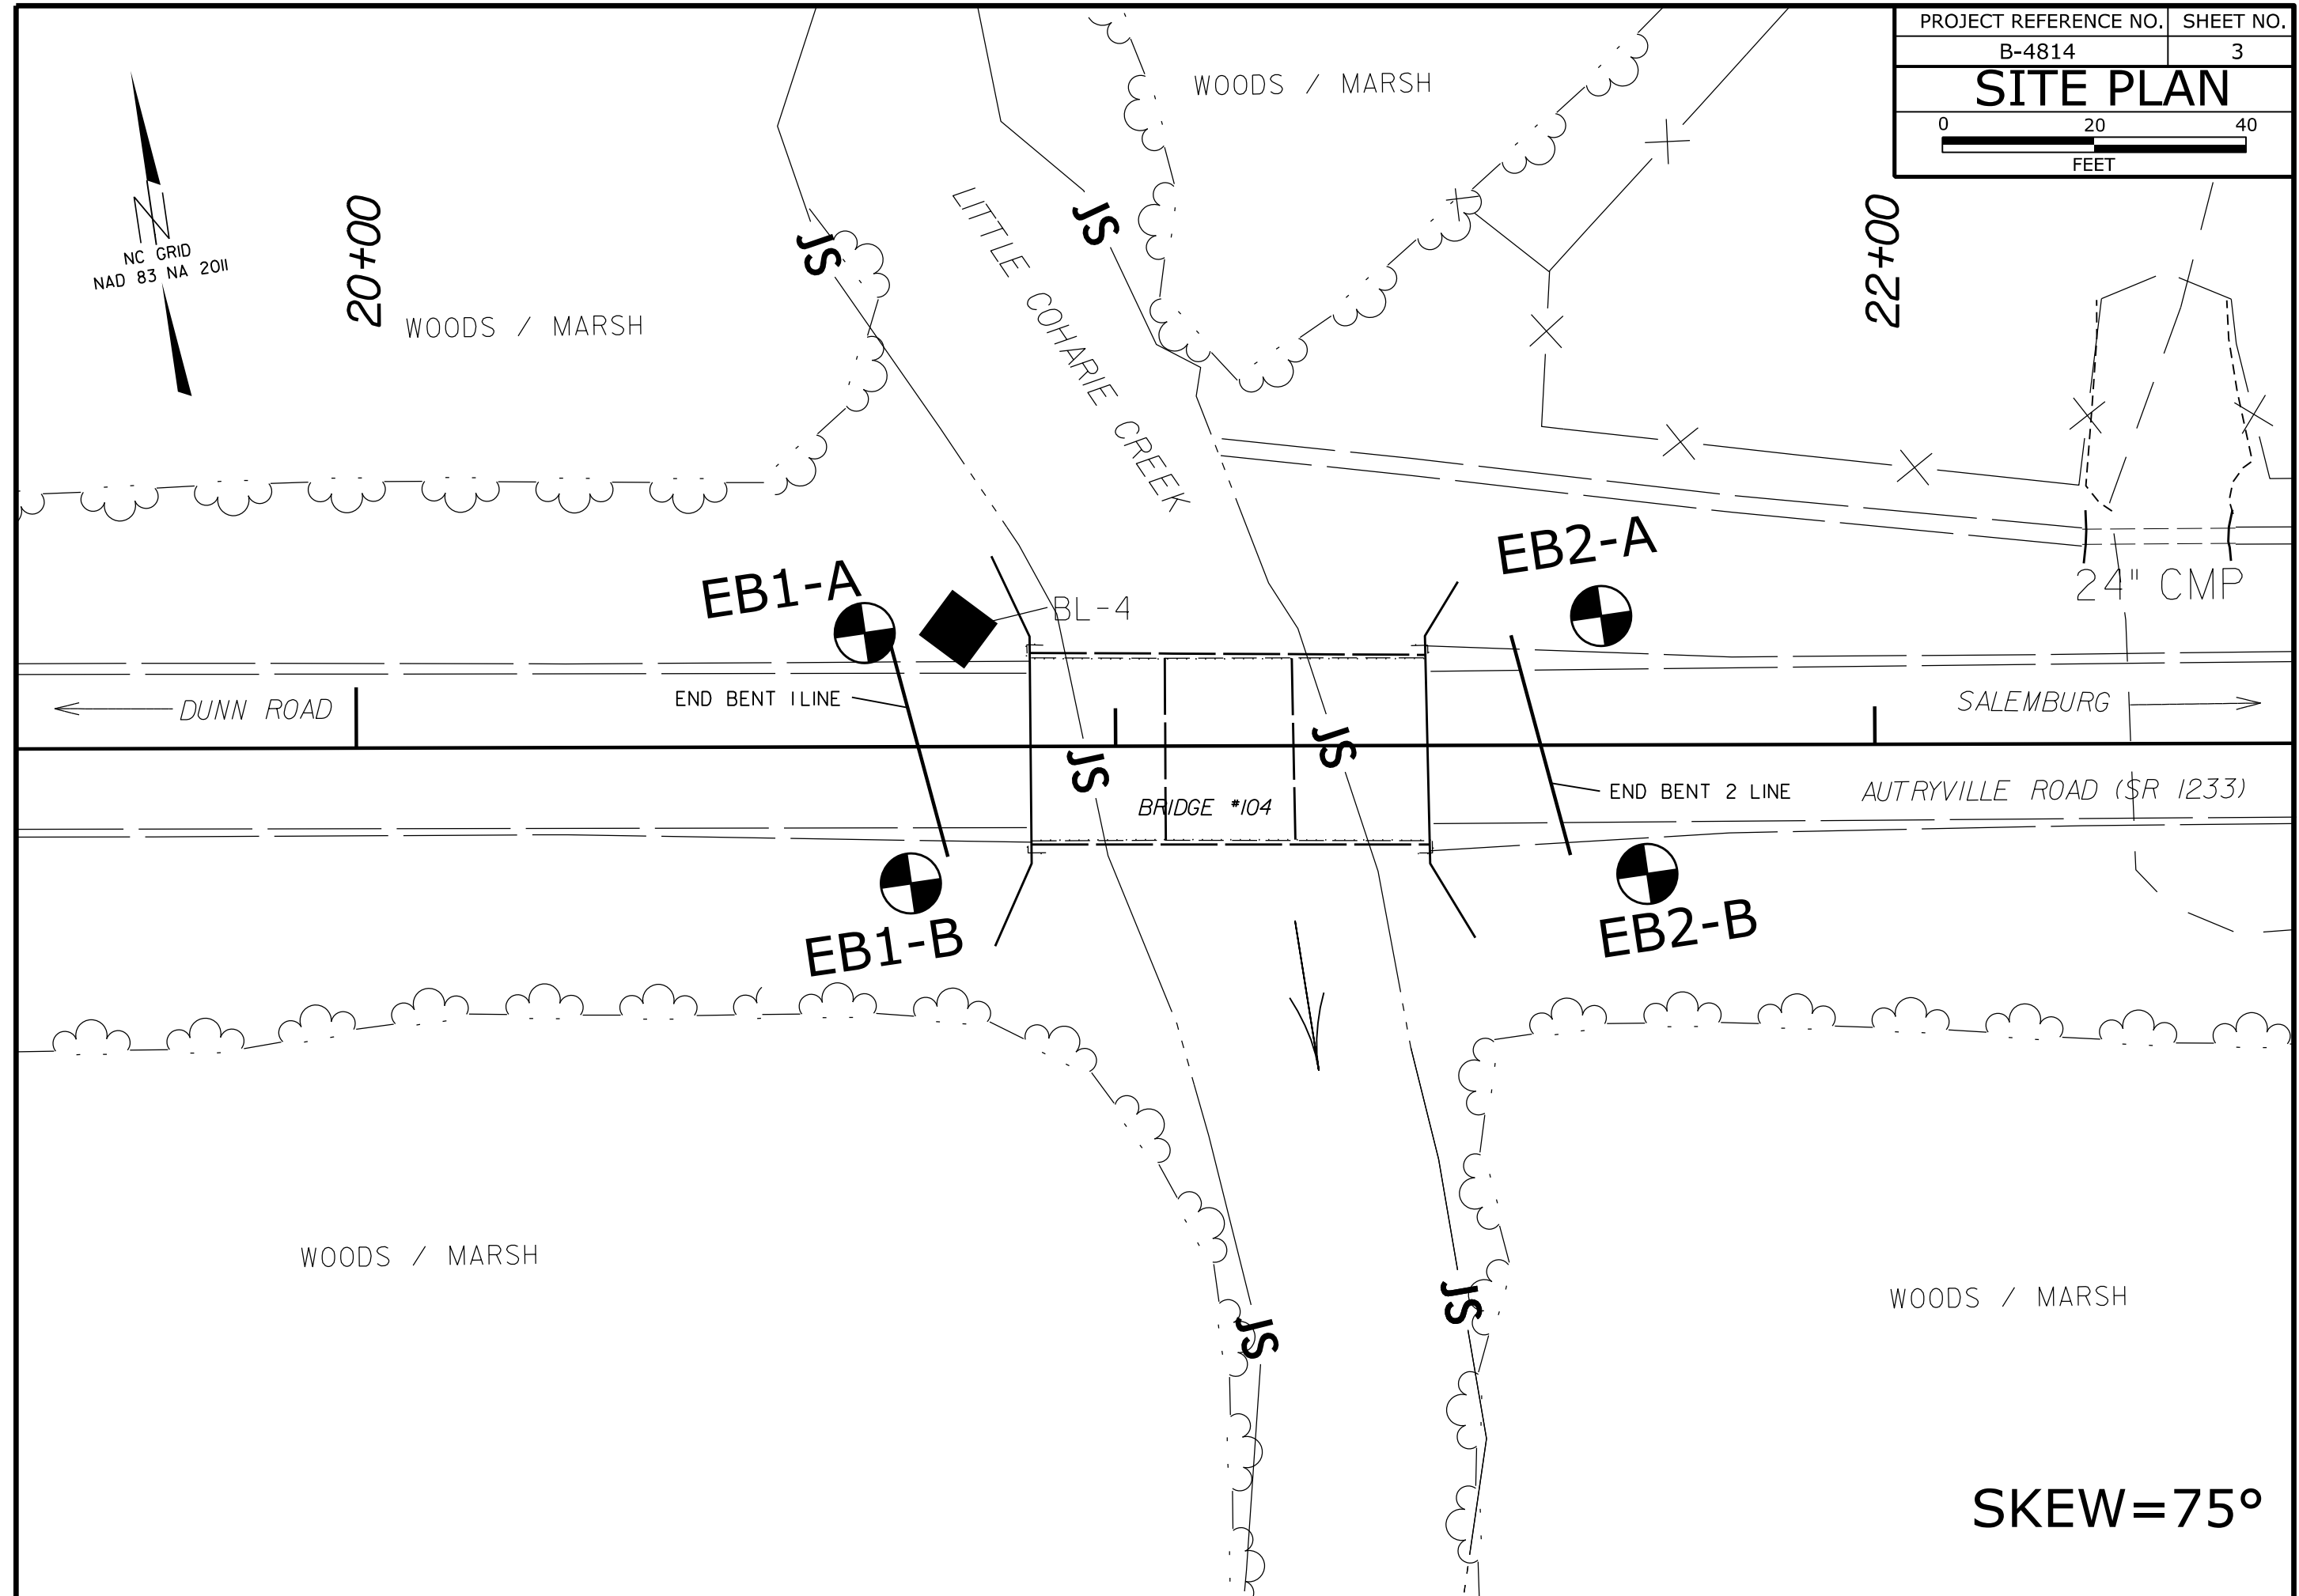 PROJECT REFERENCE NO. SHEET NO.
B-4814 3
SITE PLAN
0 20 40
FEET
WOODS / MARSH
NC GRID
NAD 83 NA 2011
20+00
WOODS / MARSH
JS
JS
LITTLE COHARIE CREEK
22+00
EB1-A
BL-4
EB2-A
24" CMP
DUNN ROAD
END BENT 1 LINE
SALEMBURG
JS
JS
BRIDGE #104
END BENT 2 LINE
AUTRYVILLE ROAD (SR 1233)
EB1-B
EB2-B
WOODS / MARSH
JS
JS
WOODS / MARSH
SKEW=75°